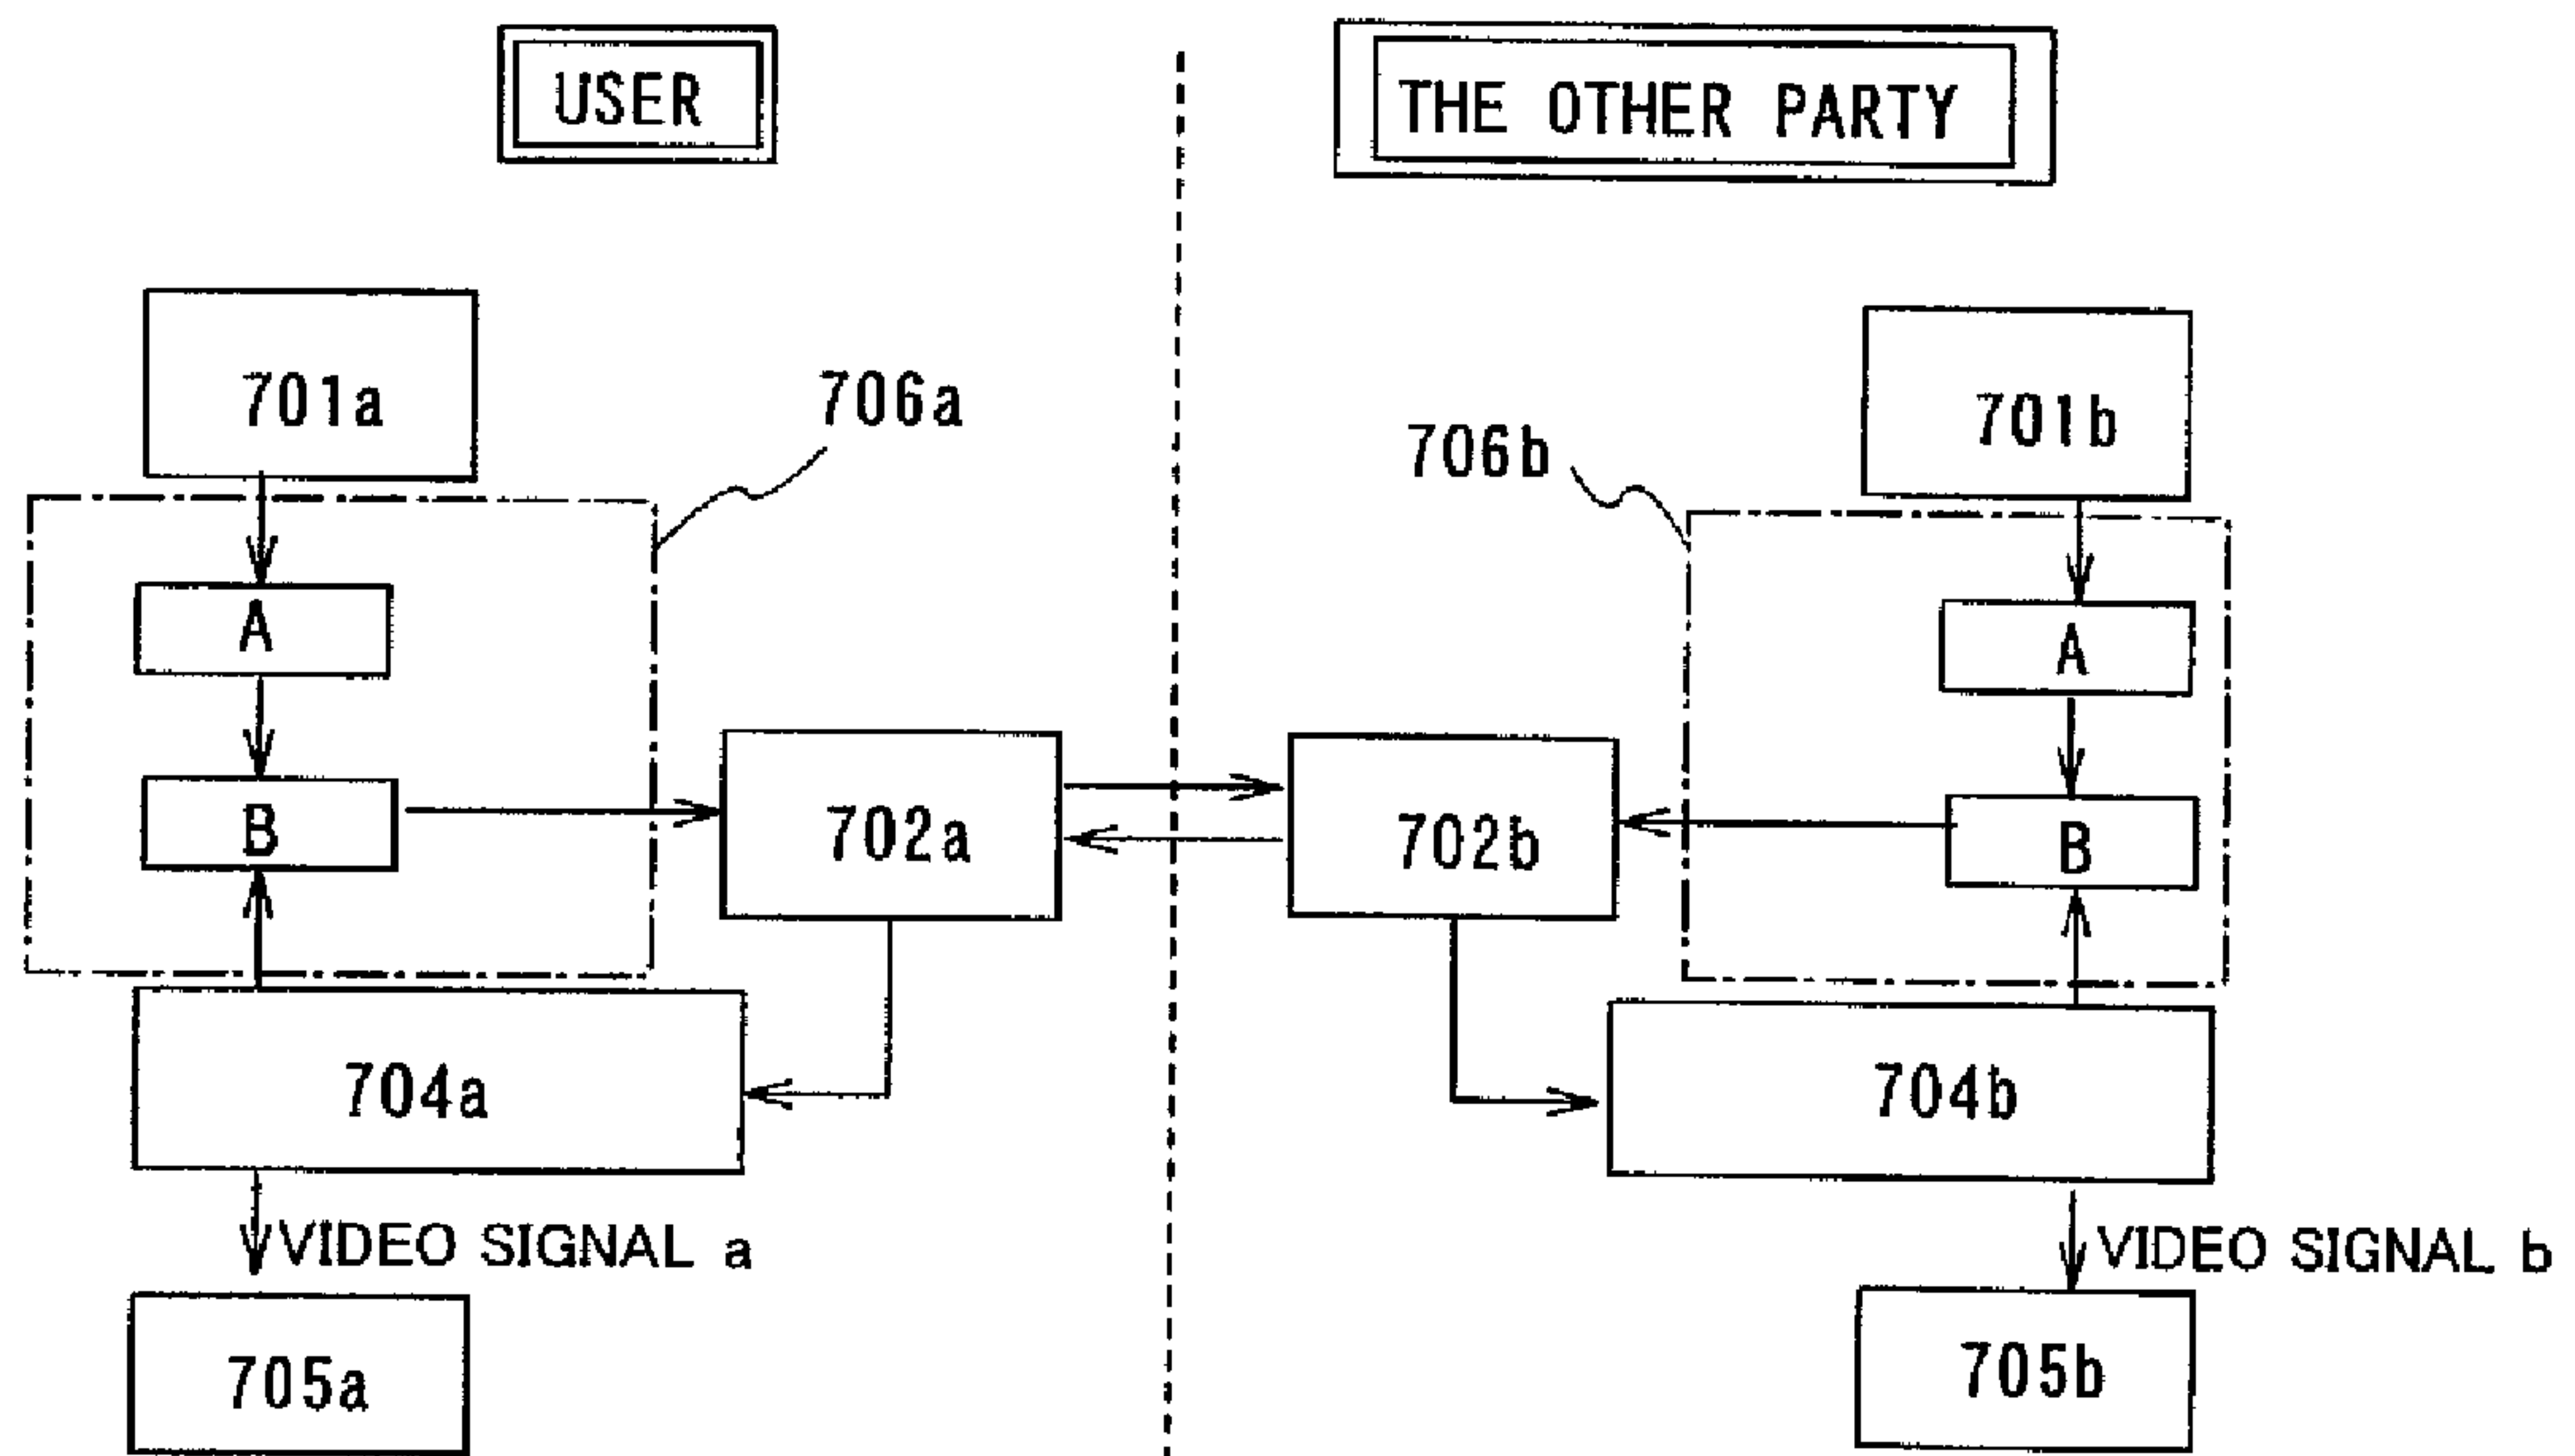 USER
THE OTHER PARTY
701a
706a
701b
706b
A
A
B
702a
702b
B
704a
704b
VIDEO SIGNAL a
VIDEO SIGNAL b
705a
705b